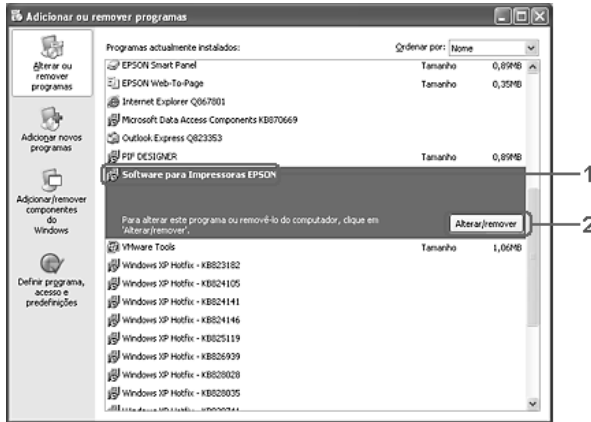 Adicionar ou remover programas
Alterar ou
remover
programas
Adicionar novos
programas
Adicionar/remover
componentes
do
Windows
Definir programa,
acesso e
predefinições
Programas actualmente instalados:
Ordenar por: Nome
EPSON Smart Panel Tamanho 0,89MB
EPSON Web-To-Page Tamanho 0,35MB
Internet Explorer Q867801
Microsoft Data Access Components KB870669
Outlook Express Q823353
PIF DESIGNER Tamanho 0,89MB
Software para Impressoras EPSON
1
Para alterar este programa ou removê-lo do computador, clique em
'Alterar/remover'.
Alterar/remover
2
VMware Tools Tamanho 1,06MB
Windows XP Hotfix - KB823182
Windows XP Hotfix - KB824105
Windows XP Hotfix - KB824141
Windows XP Hotfix - KB824146
Windows XP Hotfix - KB825119
Windows XP Hotfix - KB826939
Windows XP Hotfix - KB828028
Windows XP Hotfix - KB828035